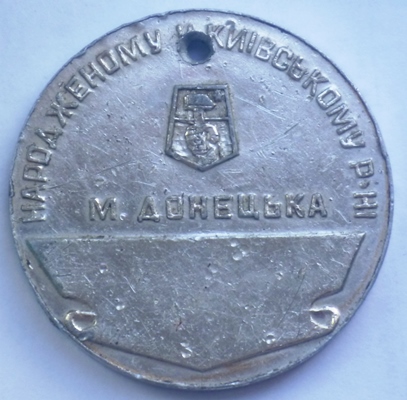 НАРОДЖЕНОМУ У КИЇВСЬКОМУ Р-НІ
М. ДОНЕЦЬКА